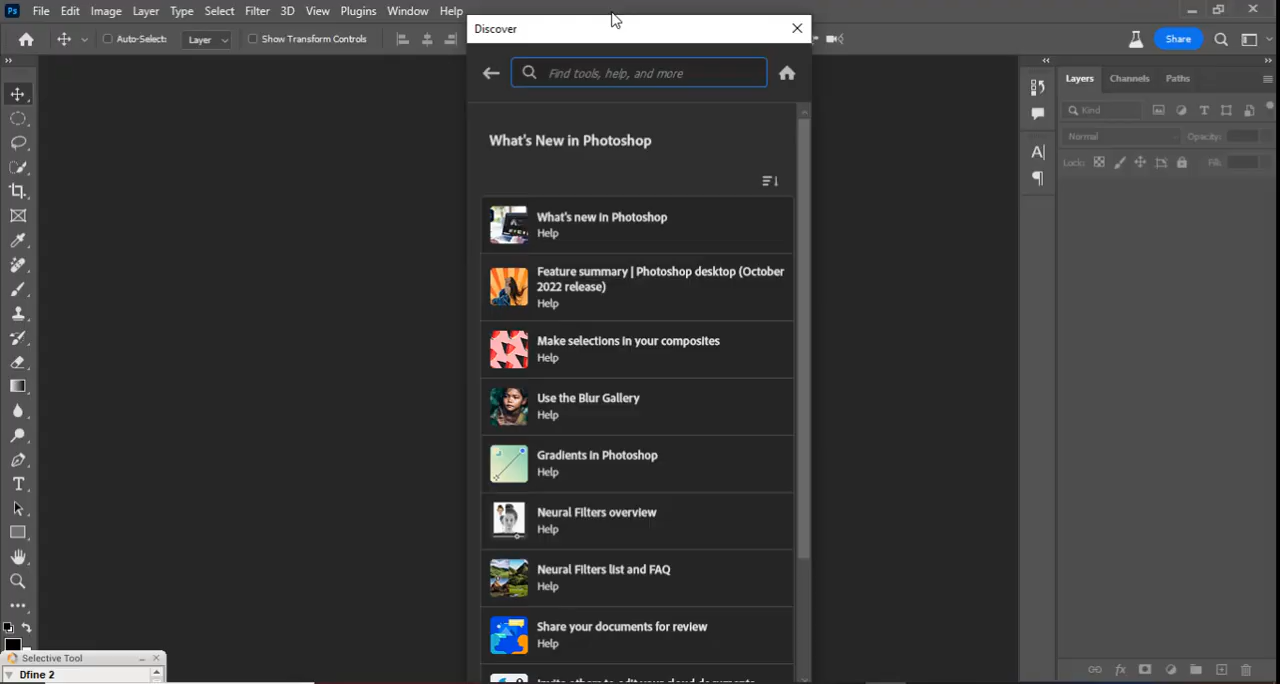 Ps File Edit Image Layer Type Select Filter 3D View Plugins Window Help
Auto-Select: Layer Show Transform Controls Share
Discover
Find tools, help, and more
What's New in Photoshop
What's new in Photoshop
Help
Feature summary | Photoshop desktop (October
2022 release)
Help
Make selections in your composites
Help
Use the Blur Gallery
Help
Gradients in Photoshop
Help
Neural Filters overview
Help
Neural Filters list and FAQ
Help
Share your documents for review
Help
Invite others to edit your cloud documents
Layers Channels Paths
Kind
Normal Opacity:
Lock: Fill:
Selective Tool
Dfine 2